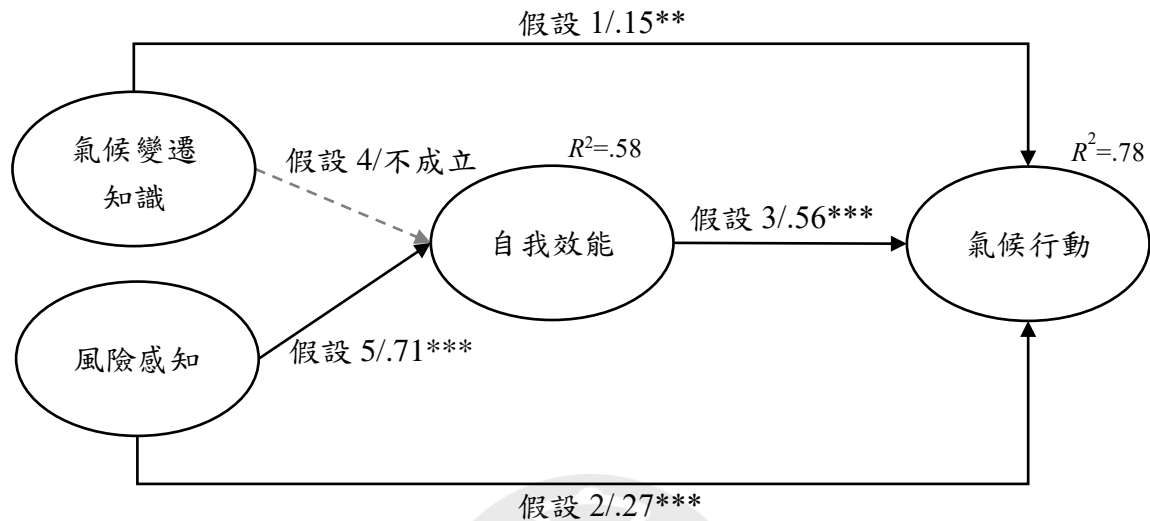 假設 1/.15**
氣候變遷
知識
假設 4/不成立
R²=.58
R²=.78
自我效能
假設 3/.56***
氣候行動
風險感知
假設 5/.71***
假設 2/.27***